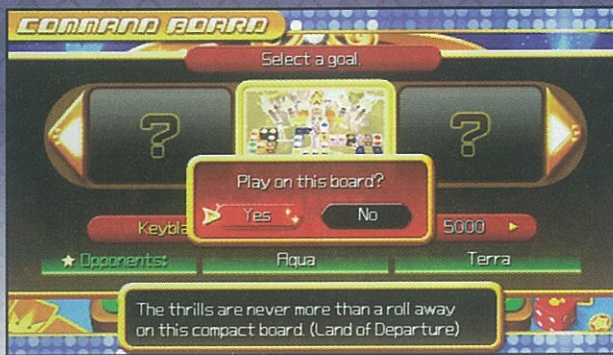 COMMAND BOARD
Select a goal.
?
?
Play on this board?
Yes
No
Keybla
5000
★ Opponents:
Aqua
Terra
The thrills are never more than a roll away
on this compact board. (Land of Departure)